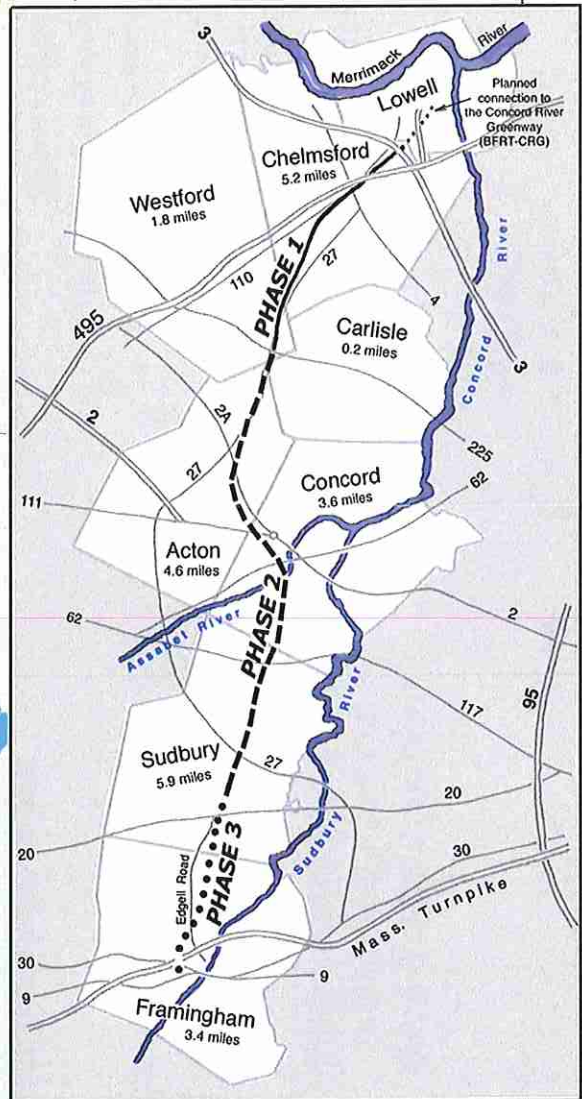 3
Merrimack
River
Lowell
Planned
connection to
the Concord River
Greenway
(BFRT-CRG)
Chelmsford
5.2 miles
Westford
1.8 miles
River
PHASE 1
27
110
4
495
Carlisle
0.2 miles
3
Concord
2
2A
225
27
Concord
3.6 miles
62
111
Acton
4.6 miles
62
Assabet River
PHASE 2
2
River
95
117
Sudbury
5.9 miles
27
20
PHASE 3
Sudbury
20
Edgell Road
30
Mass. Turnpike
30
9
9
Framingham
3.4 miles